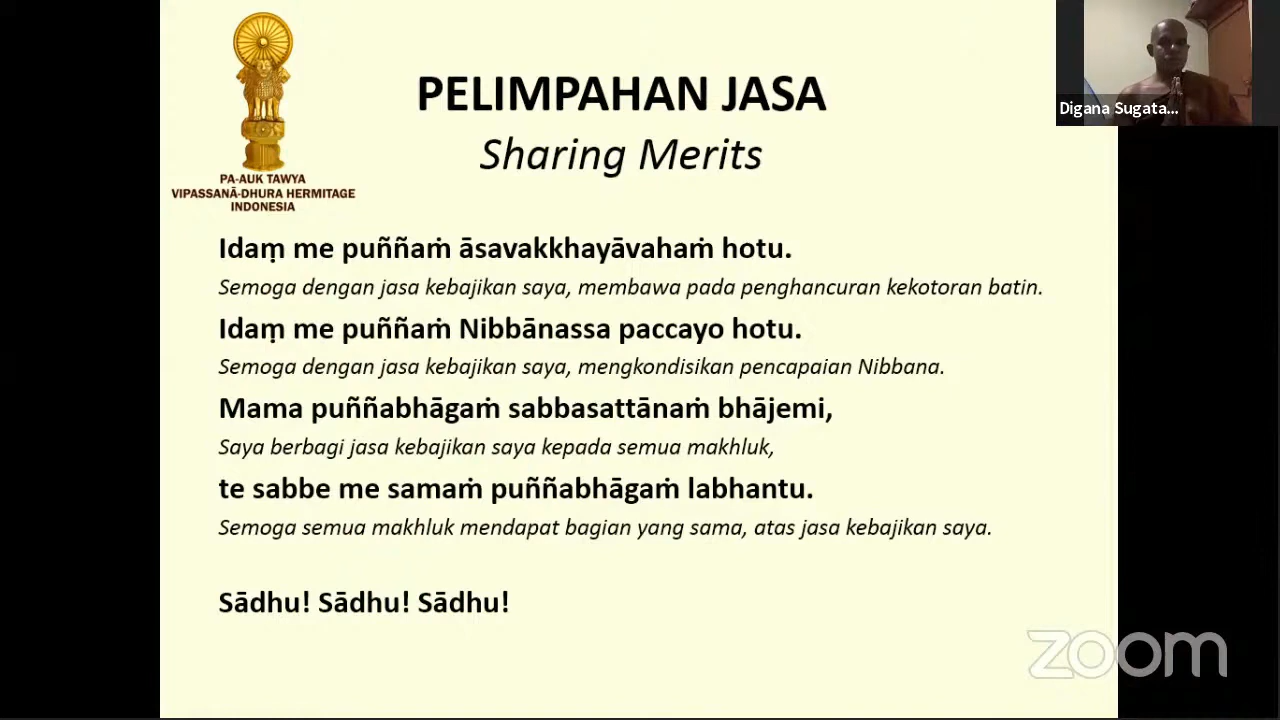 PELIMPAHAN JASA
Sharing Merits
PA-AUK TAWYA
VIPASSANĀ-DHURA HERMITAGE
INDONESIA
Idaṃ me puññaṁ āsavakkhayāvahaṁ hotu.
Semoga dengan jasa kebajikan saya, membawa pada penghancuran kekotoran batin.
Idaṃ me puññaṁ Nibbānassa paccayo hotu.
Semoga dengan jasa kebajikan saya, mengkondisikan pencapaian Nibbana.
Mama puññabhāgaṁ sabbasattānaṁ bhājemi,
Saya berbagi jasa kebajikan saya kepada semua makhluk,
te sabbe me samaṁ puññabhāgaṁ labhantu.
Semoga semua makhluk mendapat bagian yang sama, atas jasa kebajikan saya.
Sādhu! Sādhu! Sādhu!
Digana Sugata...
zoom